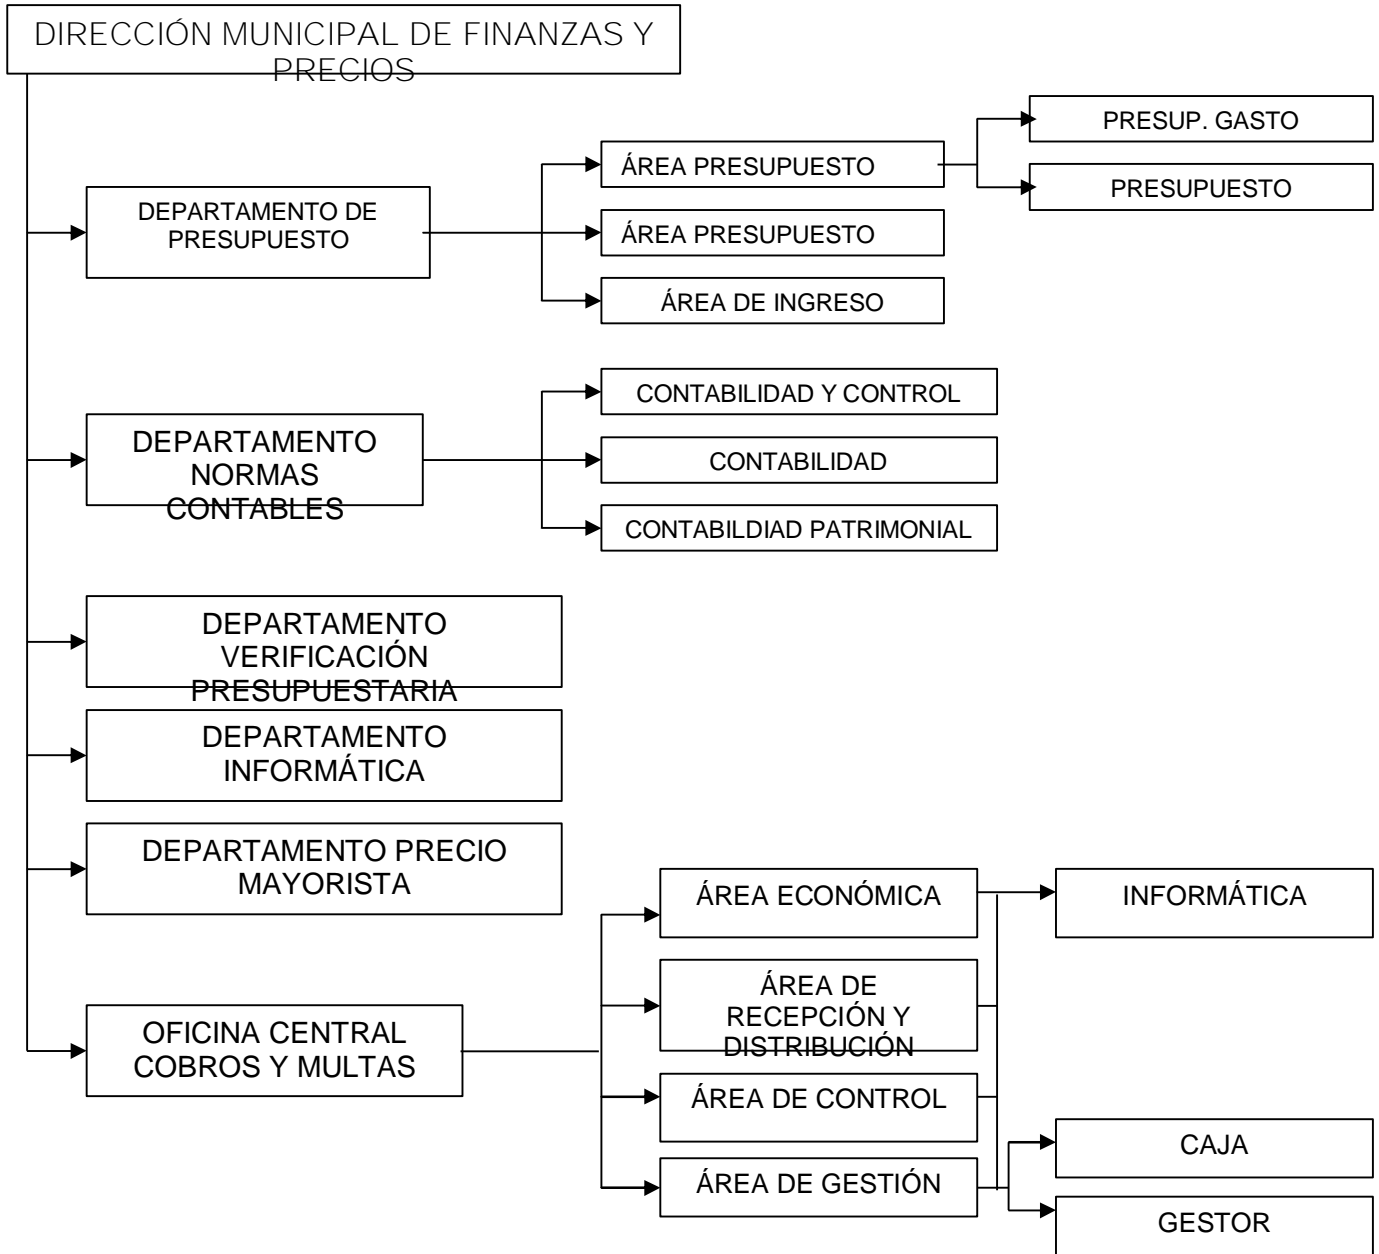 DIRECCIÓN MUNICIPAL DE FINANZAS Y
PRECIOS
DEPARTAMENTO DE
PRESUPUESTO
ÁREA PRESUPUESTO
PRESUP. GASTO
PRESUPUESTO
ÁREA PRESUPUESTO
ÁREA DE INGRESO
DEPARTAMENTO
NORMAS
CONTABLES
CONTABILIDAD Y CONTROL
CONTABILIDAD
CONTABILDIAD PATRIMONIAL
DEPARTAMENTO
VERIFICACIÓN
PRESUPUESTARIA
DEPARTAMENTO
INFORMÁTICA
DEPARTAMENTO PRECIO
MAYORISTA
OFICINA CENTRAL
COBROS Y MULTAS
ÁREA ECONÓMICA
INFORMÁTICA
ÁREA DE
RECEPCIÓN Y
DISTRIBUCIÓN
ÁREA DE CONTROL
ÁREA DE GESTIÓN
CAJA
GESTOR